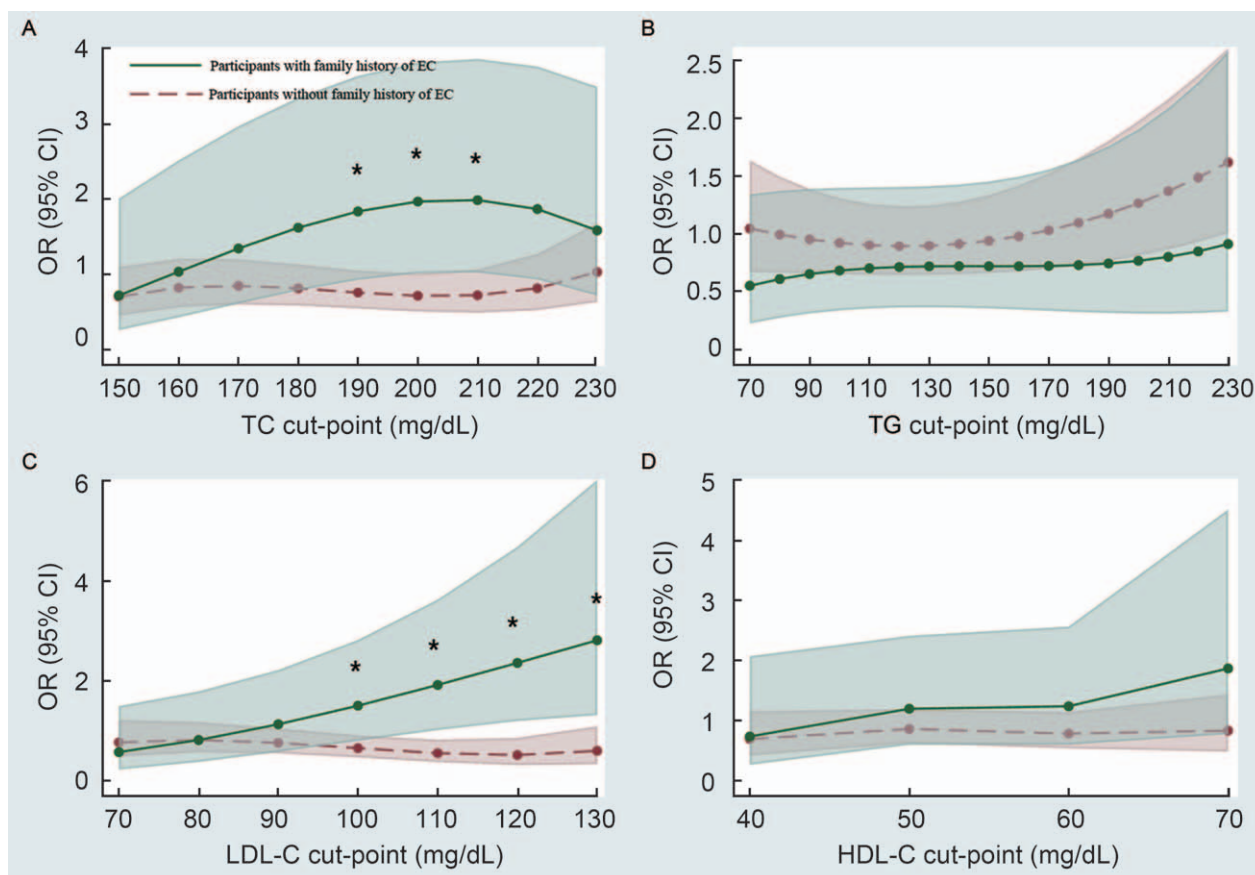 A
4
3
2
1
0
OR (95% CI)
Participants with family history of EC
Participants without family history of EC
* * *
150 160 170 180 190 200 210 220 230
TC cut-point (mg/dL)
B
2.5
2.0
1.5
1.0
0.5
0
OR (95% CI)
70 90 110 130 150 170 190 210 230
TG cut-point (mg/dL)
C
6
4
2
0
OR (95% CI)
* * * *
70 80 90 100 110 120 130
LDL-C cut-point (mg/dL)
D
5
4
3
2
1
0
OR (95% CI)
40 50 60 70
HDL-C cut-point (mg/dL)